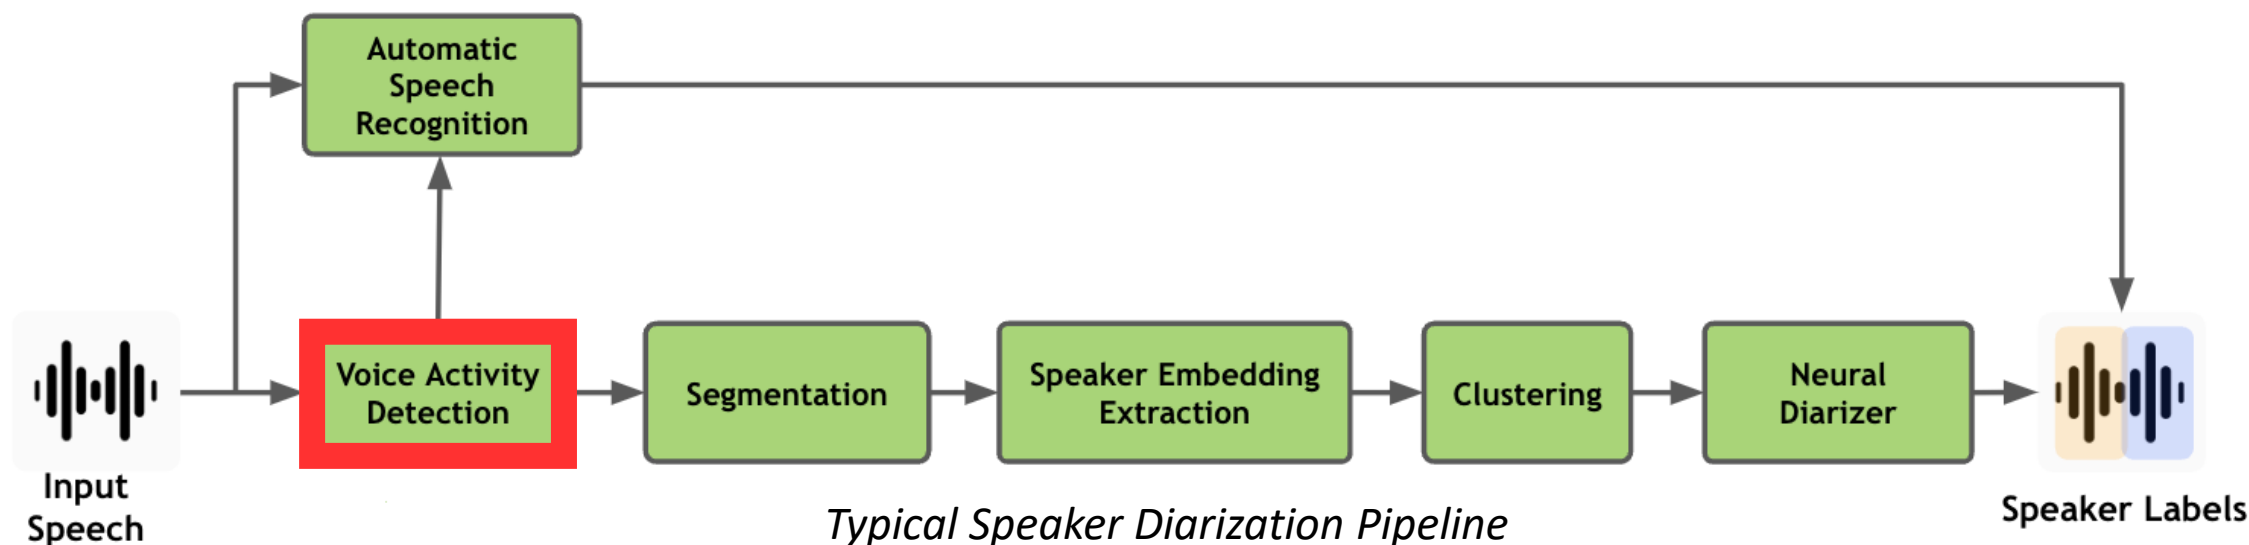 Automatic
Speech
Recognition
Input
Speech
Voice Activity
Detection
Segmentation
Speaker Embedding
Extraction
Clustering
Neural
Diarizer
Speaker Labels
Typical Speaker Diarization Pipeline